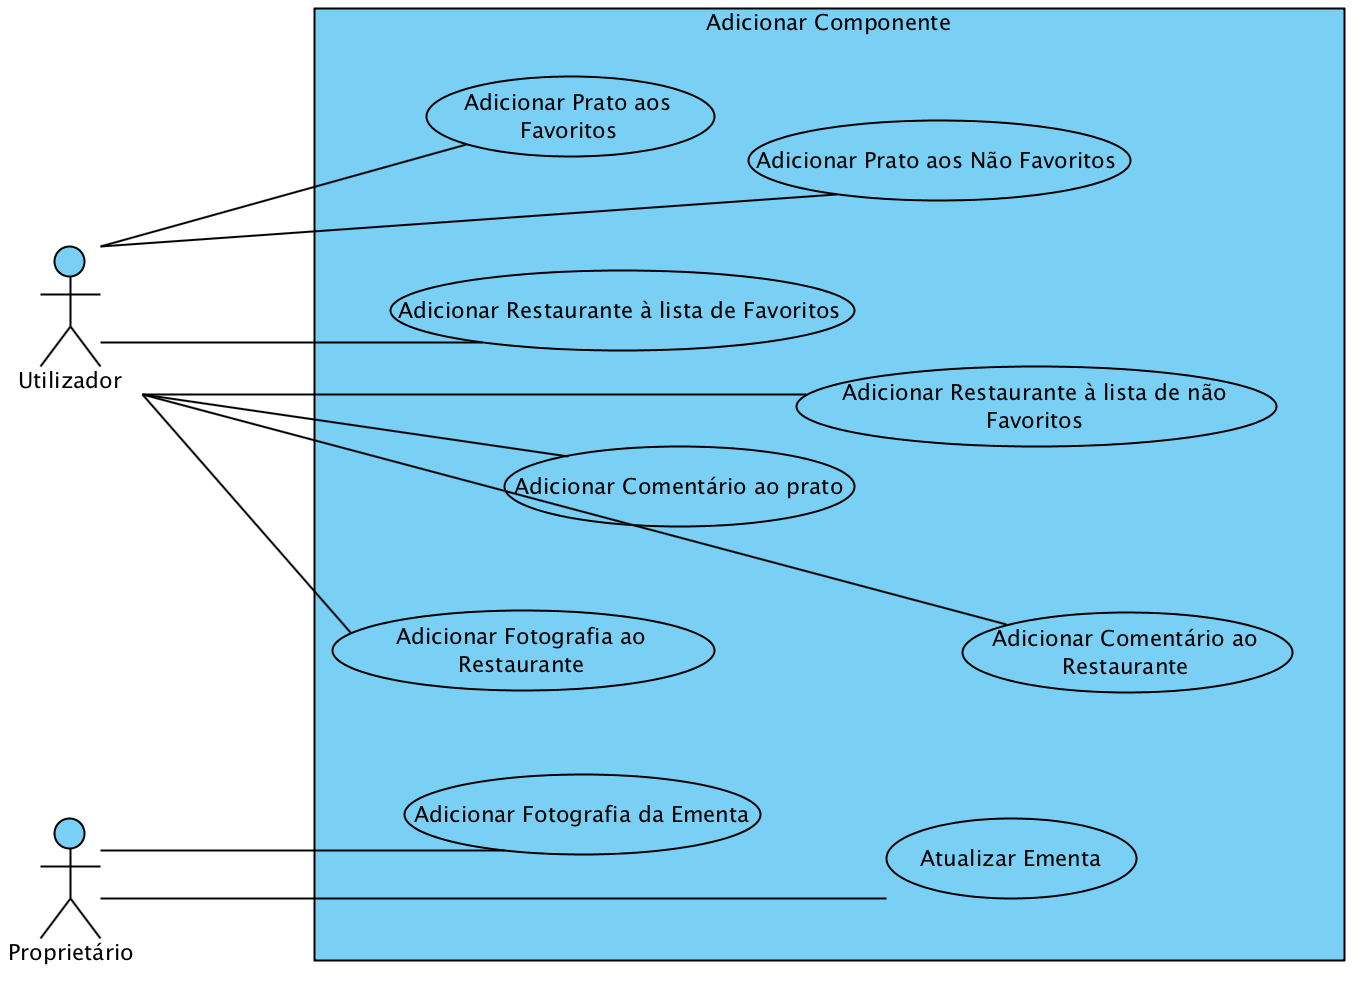 Adicionar Componente
Adicionar Prato aos
Favoritos
Adicionar Prato aos Não Favoritos
Adicionar Restaurante à lista de Favoritos
Utilizador
Adicionar Restaurante à lista de não
Favoritos
Adicionar Comentário ao prato
Adicionar Fotografia ao
Restaurante
Adicionar Comentário ao
Restaurante
Adicionar Fotografia da Ementa
Atualizar Ementa
Proprietário